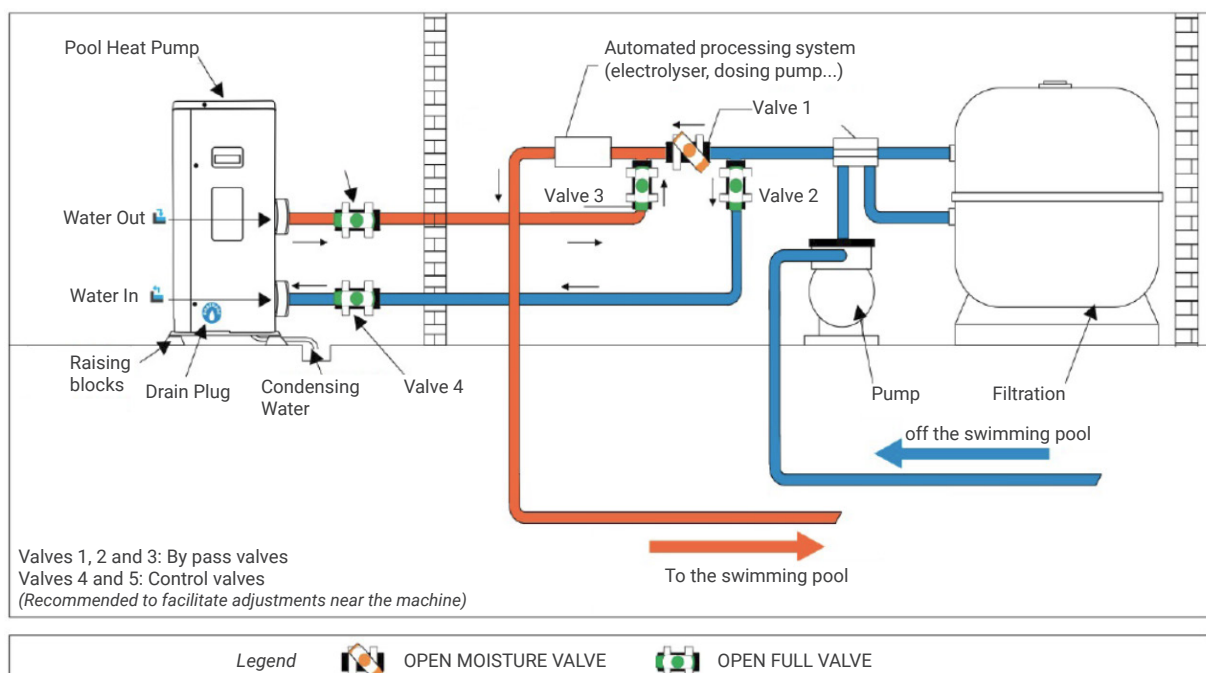 Pool Heat Pump
Automated processing system
(electrolyser, dosing pump...)
Valve 1
Valve 3
Valve 2
Water Out
Water In
Raising
blocks
Drain Plug
Condensing
Water
Valve 4
Pump
Filtration
off the swimming pool
To the swimming pool
Valves 1, 2 and 3: By pass valves
Valves 4 and 5: Control valves
(Recommended to facilitate adjustments near the machine)
Legend
OPEN MOISTURE VALVE
OPEN FULL VALVE